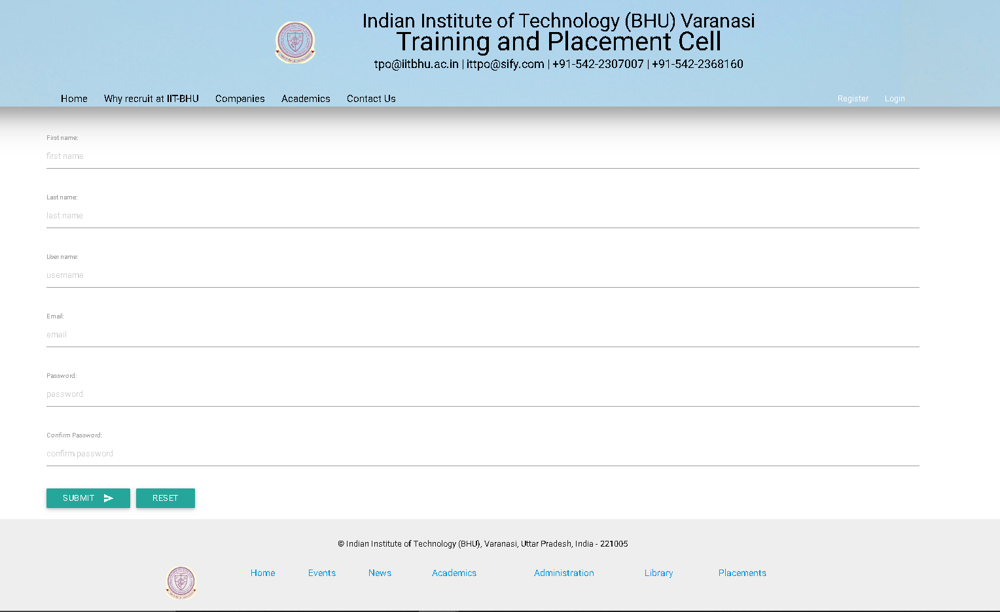 Indian Institute of Technology (BHU) Varanasi
Training and Placement Cell
tpo@iitbhu.ac.in | ittpo@sify.com | +91-542-2307007 | +91-542-2368160
Home Why recruit at IIT-BHU Companies Academics Contact Us Register Login
First name:
first name
Last name:
last name
User name:
username
Email:
email
Password:
password
Confirm Password:
confirm password
SUBMIT RESET
© Indian Institute of Technology (BHU), Varanasi, Uttar Pradesh, India - 221005
Home Events News Academics Administration Library Placements